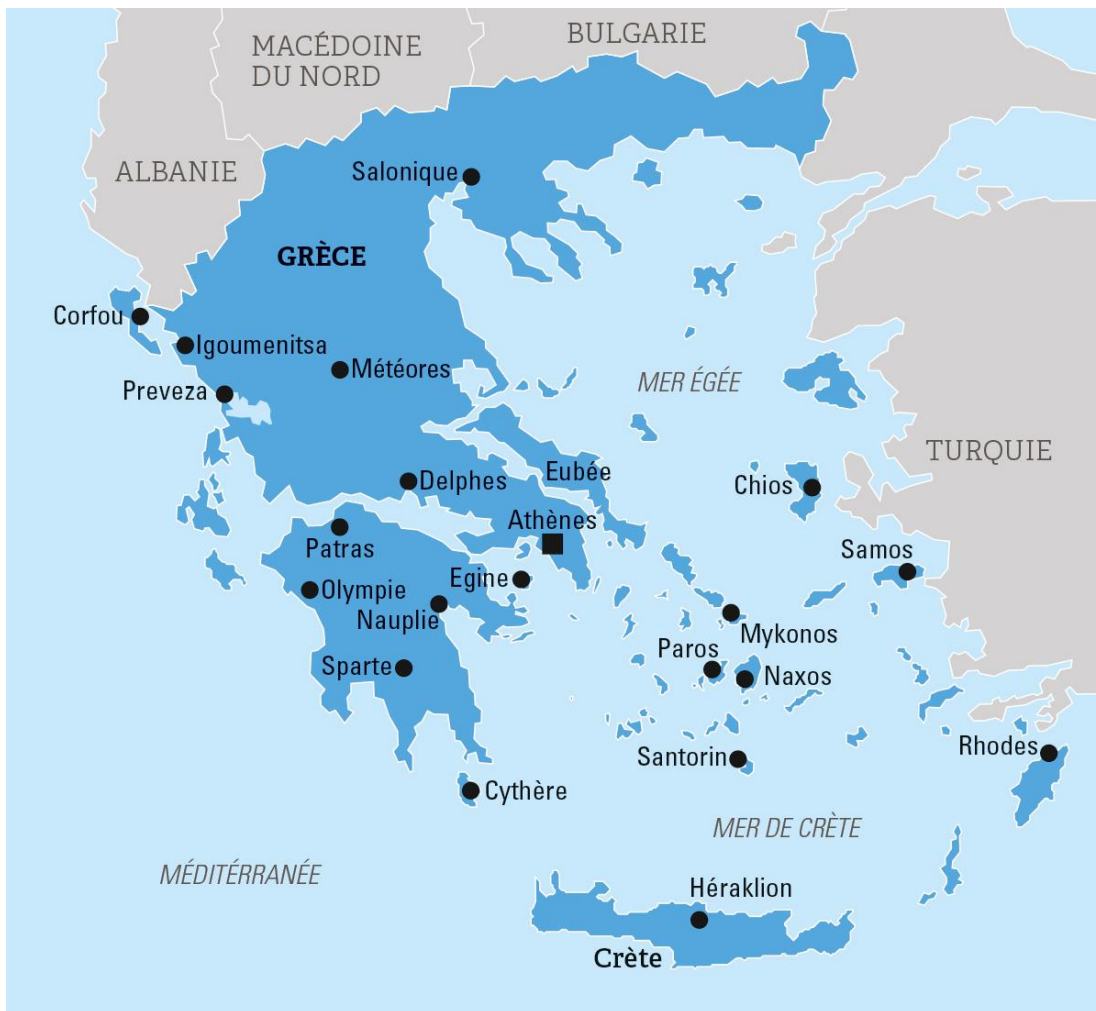 BULGARIE
MACÉDOINE
DU NORD
ALBANIE
Salonique
GRÈCE
Corfou
Igoumenitsa
Météores
Preveza
MER ÉGÉE
TURQUIE
Delphes
Eubée
Chios
Athènes
Patras
Samos
Egine
Olympie
Nauplie
Mykonos
Paros
Sparte
Naxos
Rhodes
Santorin
Cythère
MER DE CRÈTE
MÉDITÉRRANÉE
Héraklion
Crète